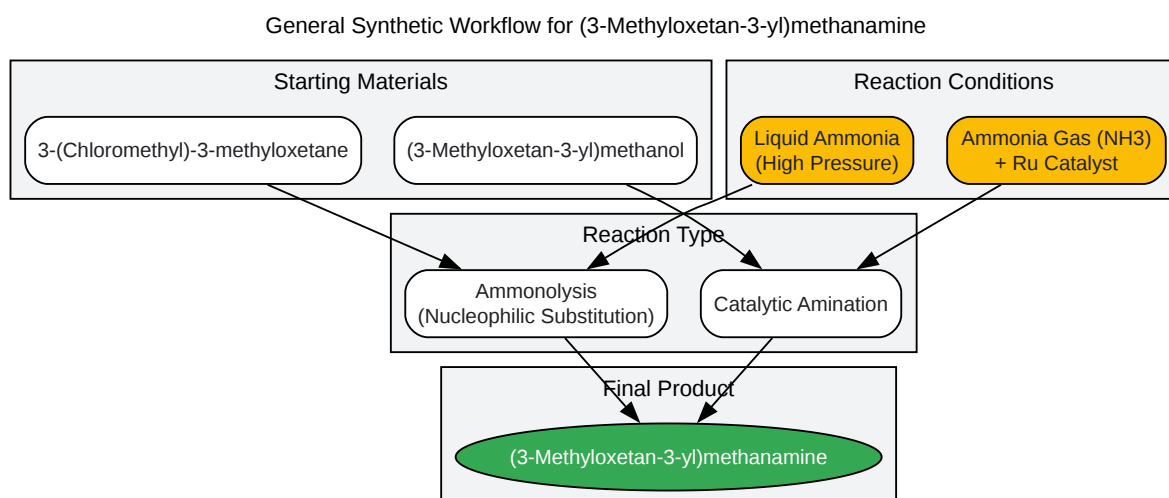 General Synthetic Workflow for (3-Methyloxetan-3-yl)methanamine
Starting Materials
Reaction Conditions
3-(Chloromethyl)-3-methyloxetane
(3-Methyloxetan-3-yl)methanol
Liquid Ammonia
(High Pressure)
Ammonia Gas (NH3)
+ Ru Catalyst
Reaction Type
Ammonolysis
(Nucleophilic Substitution)
Catalytic Amination
Final Product
(3-Methyloxetan-3-yl)methanamine